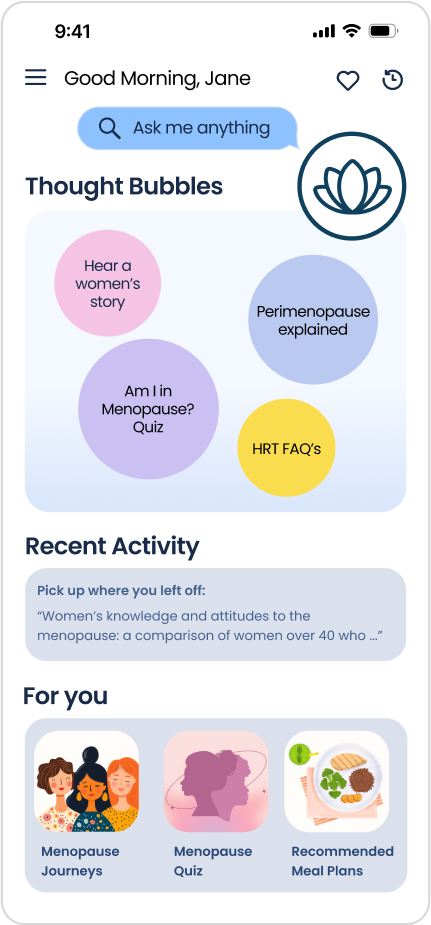 9:41
Good Morning, Jane
Ask me anything
Thought Bubbles
Hear a
women’s
story
Perimenopause
explained
Am I in
Menopause?
Quiz
HRT FAQ’s
Recent Activity
Pick up where you left off:
“Women’s knowledge and attitudes to the
menopause: a comparison of women over 40 who ...”
For you
Menopause
Journeys
Menopause
Quiz
Recommended
Meal Plans